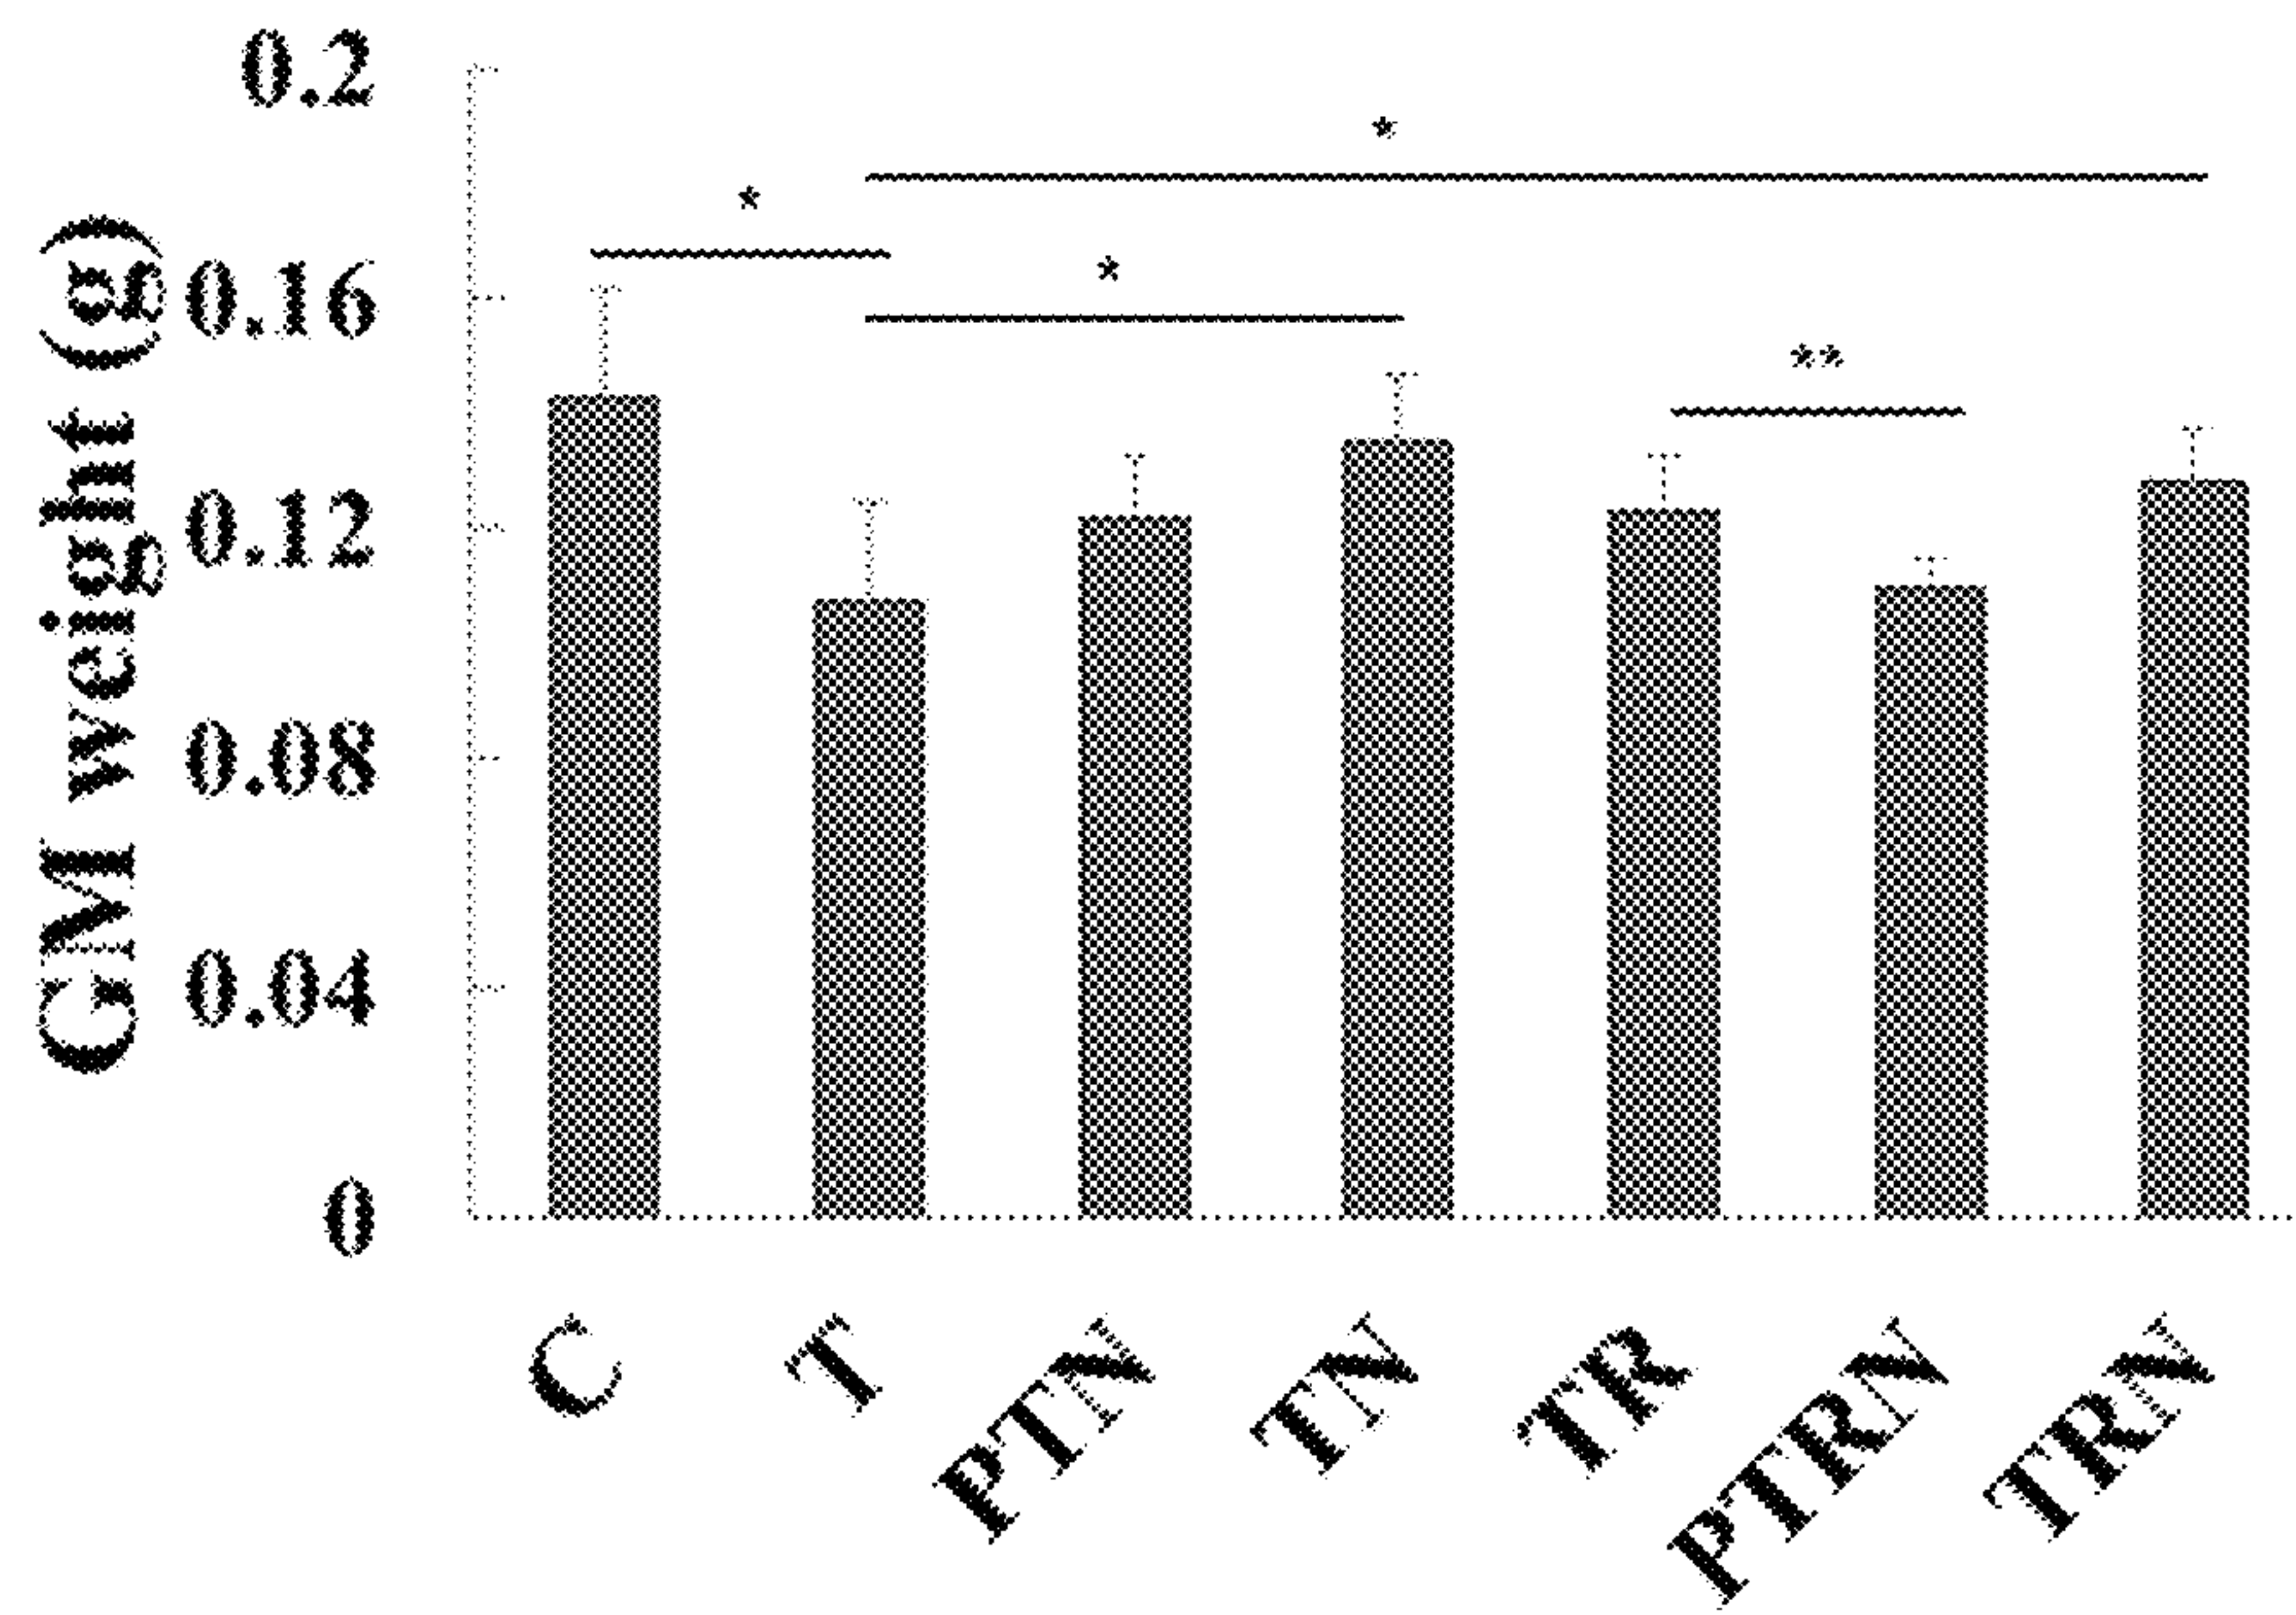 GM weight (g)
0.2
0.16
0.12
0.08
0.04
0
*
*
*
**
C
T
PTN
TN
TR
PTRN
TRN